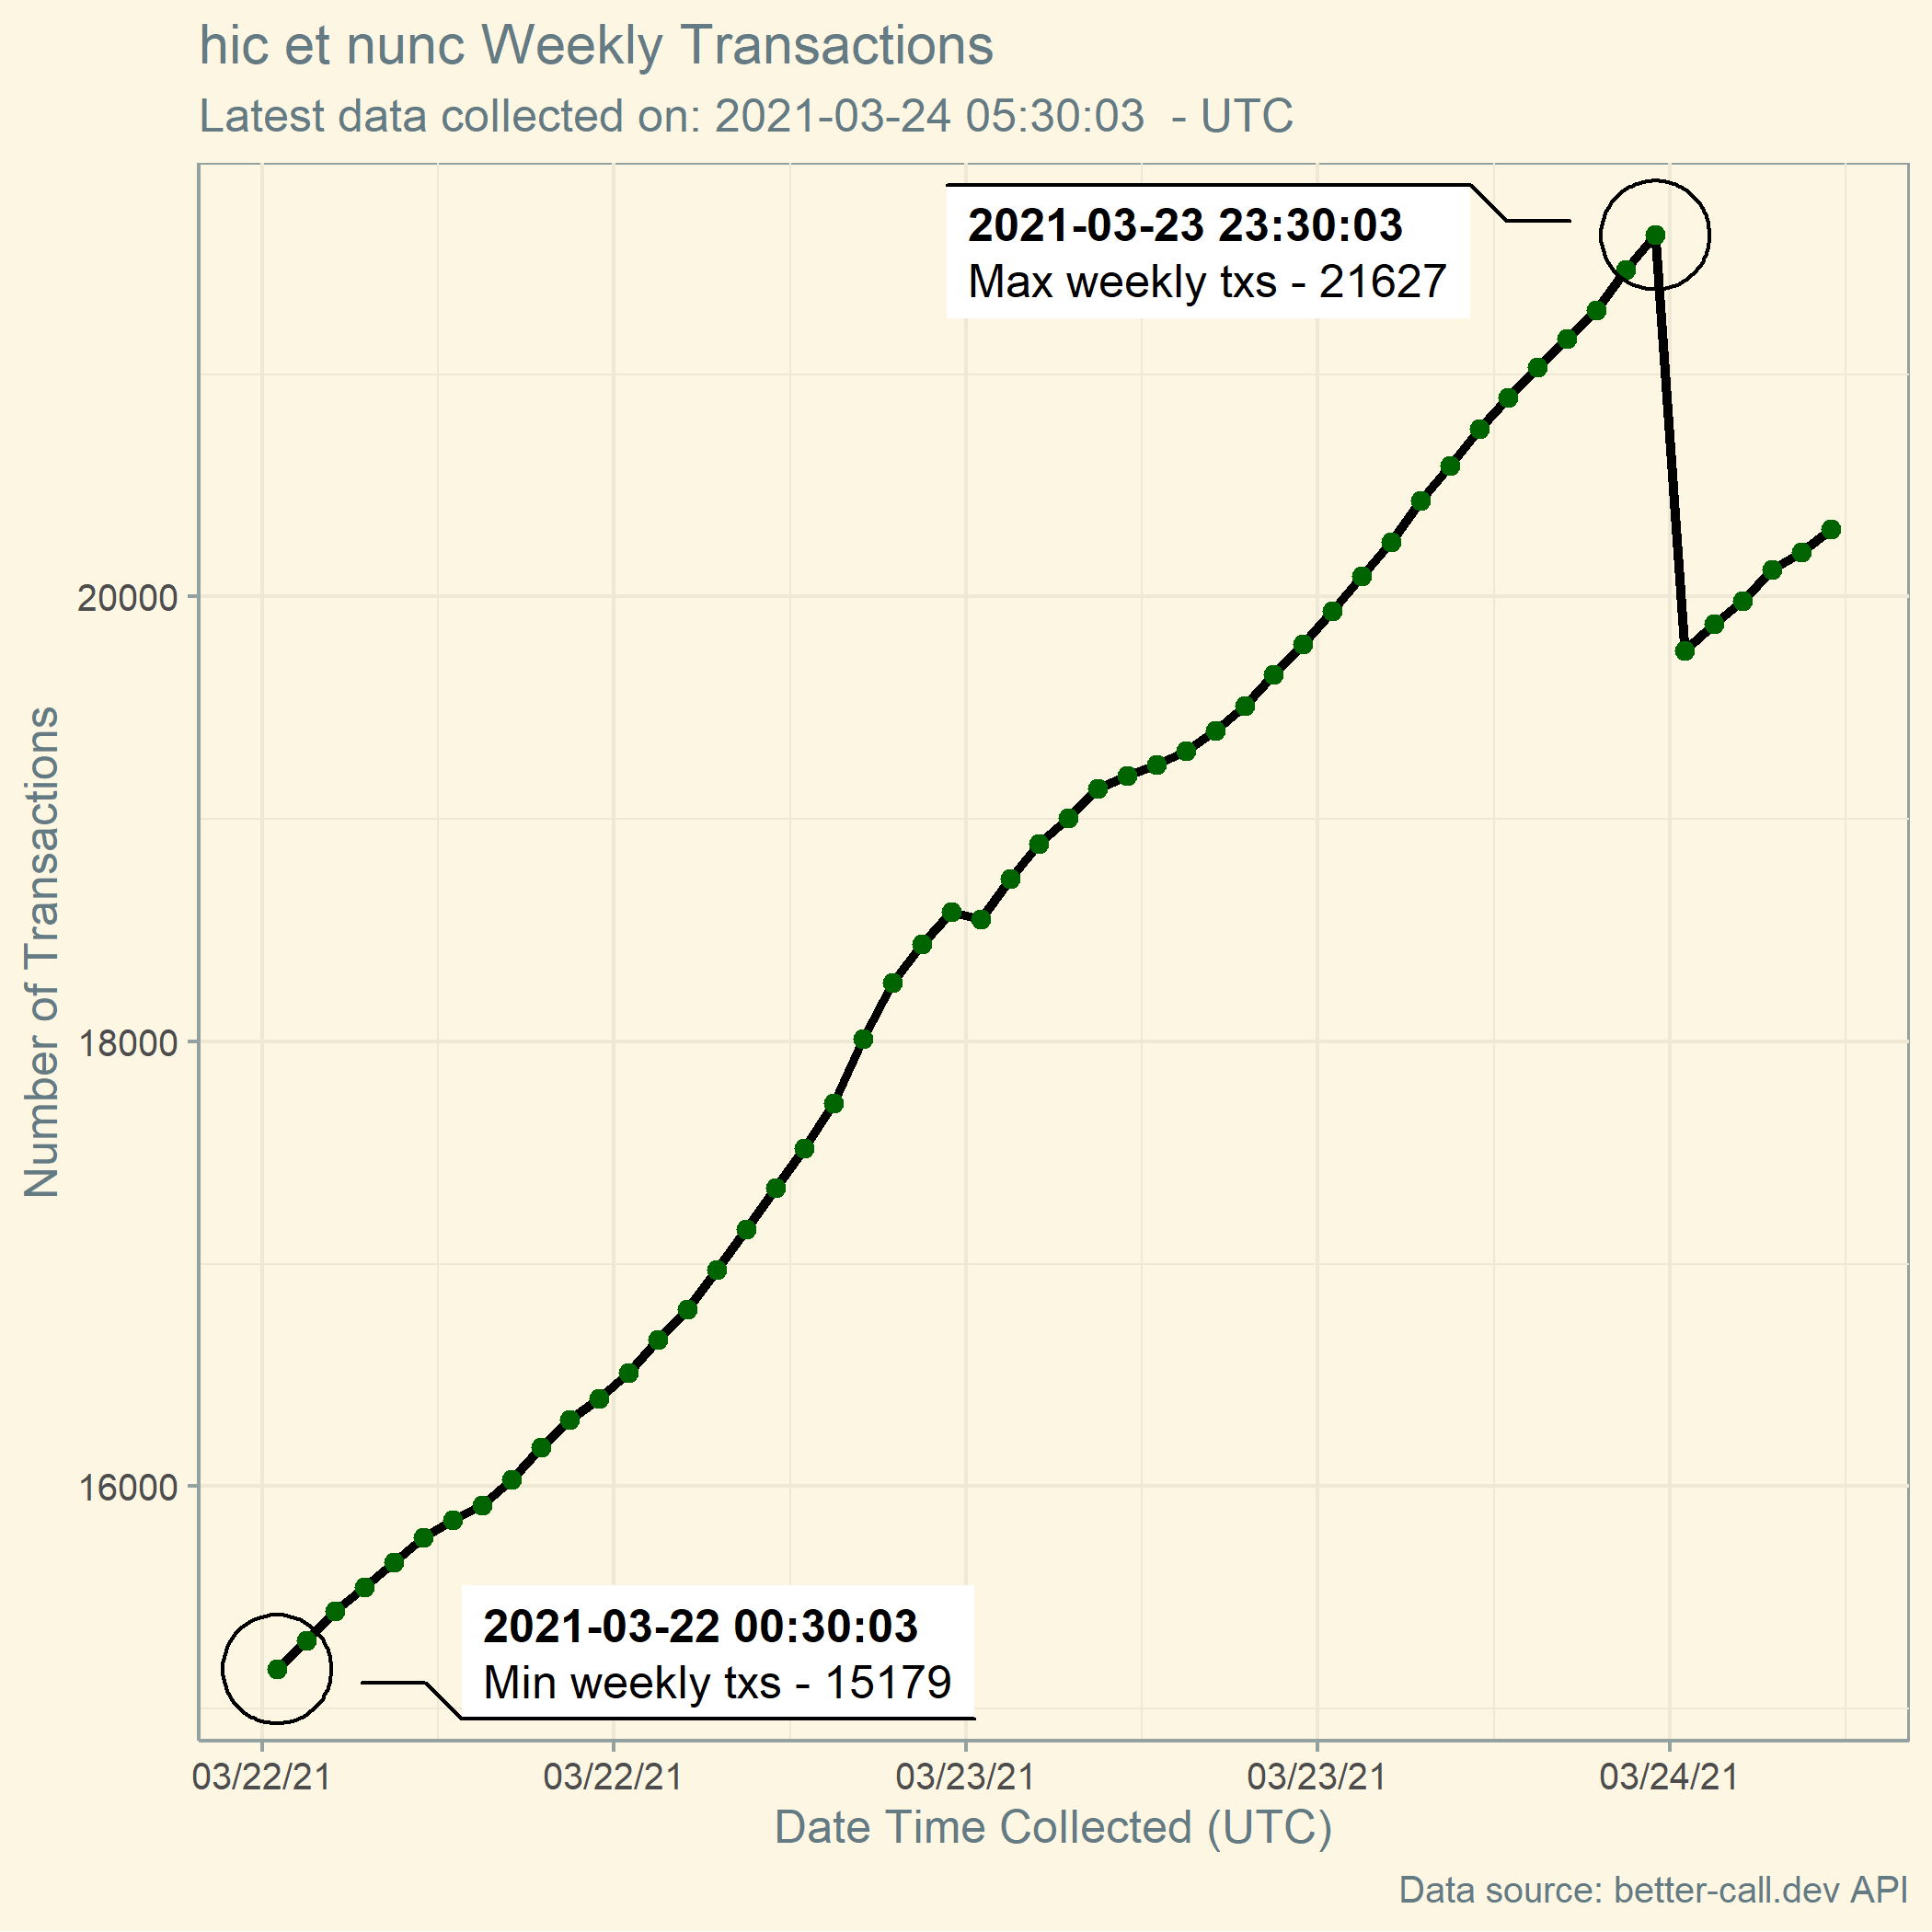 hic et nunc Weekly Transactions
Latest data collected on: 2021-03-24 05:30:03  - UTC
2021-03-23 23:30:03
Max weekly txs - 21627
20000
18000
16000
Number of Transactions
2021-03-22 00:30:03
Min weekly txs - 15179
03/22/21 03/22/21 03/23/21 03/23/21 03/24/21
Date Time Collected (UTC)
Data source: better-call.dev API